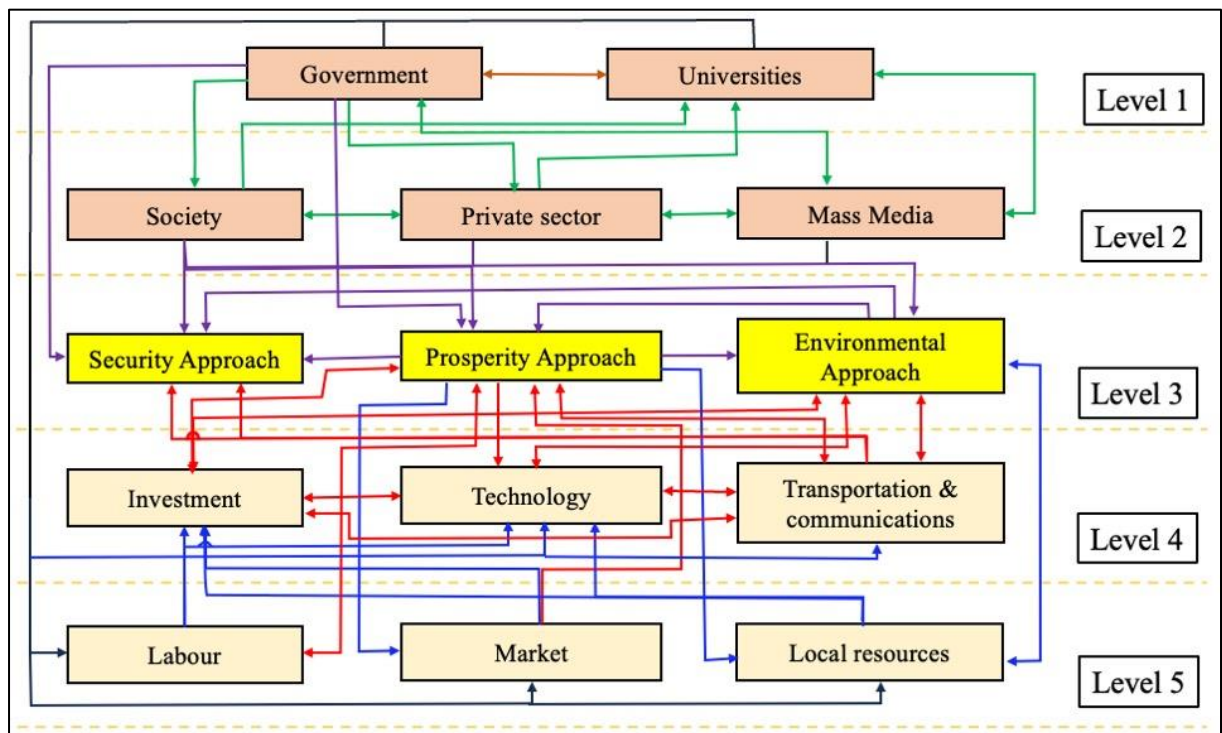 Government
Universities
Level 1
Society
Private sector
Mass Media
Level 2
Security Approach
Prosperity Approach
Environmental
Approach
Level 3
Investment
Technology
Transportation &
communications
Level 4
Labour
Market
Local resources
Level 5